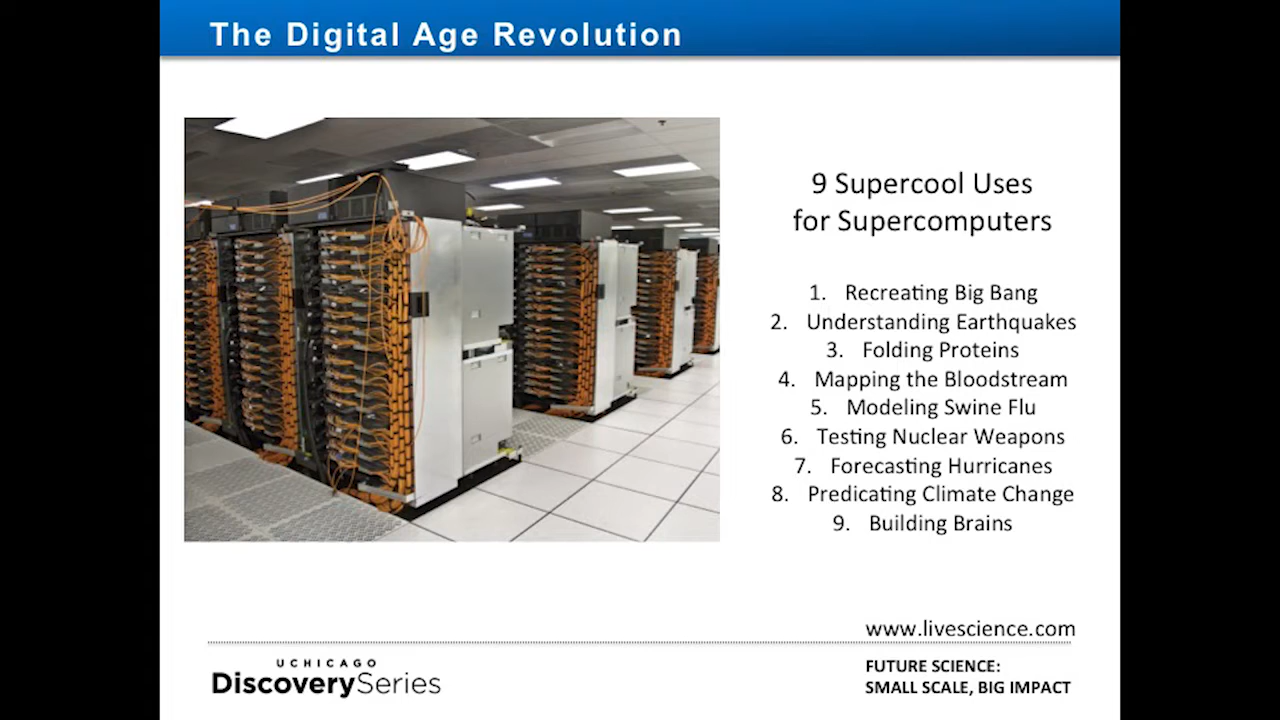 The Digital Age Revolution
9 Supercool Uses
for Supercomputers
1. Recreating Big Bang
2. Understanding Earthquakes
3. Folding Proteins
4. Mapping the Bloodstream
5. Modeling Swine Flu
6. Testing Nuclear Weapons
7. Forecasting Hurricanes
8. Predicating Climate Change
9. Building Brains
www.livescience.com
UCHICAGO
DiscoverySeries
FUTURE SCIENCE:
SMALL SCALE, BIG IMPACT